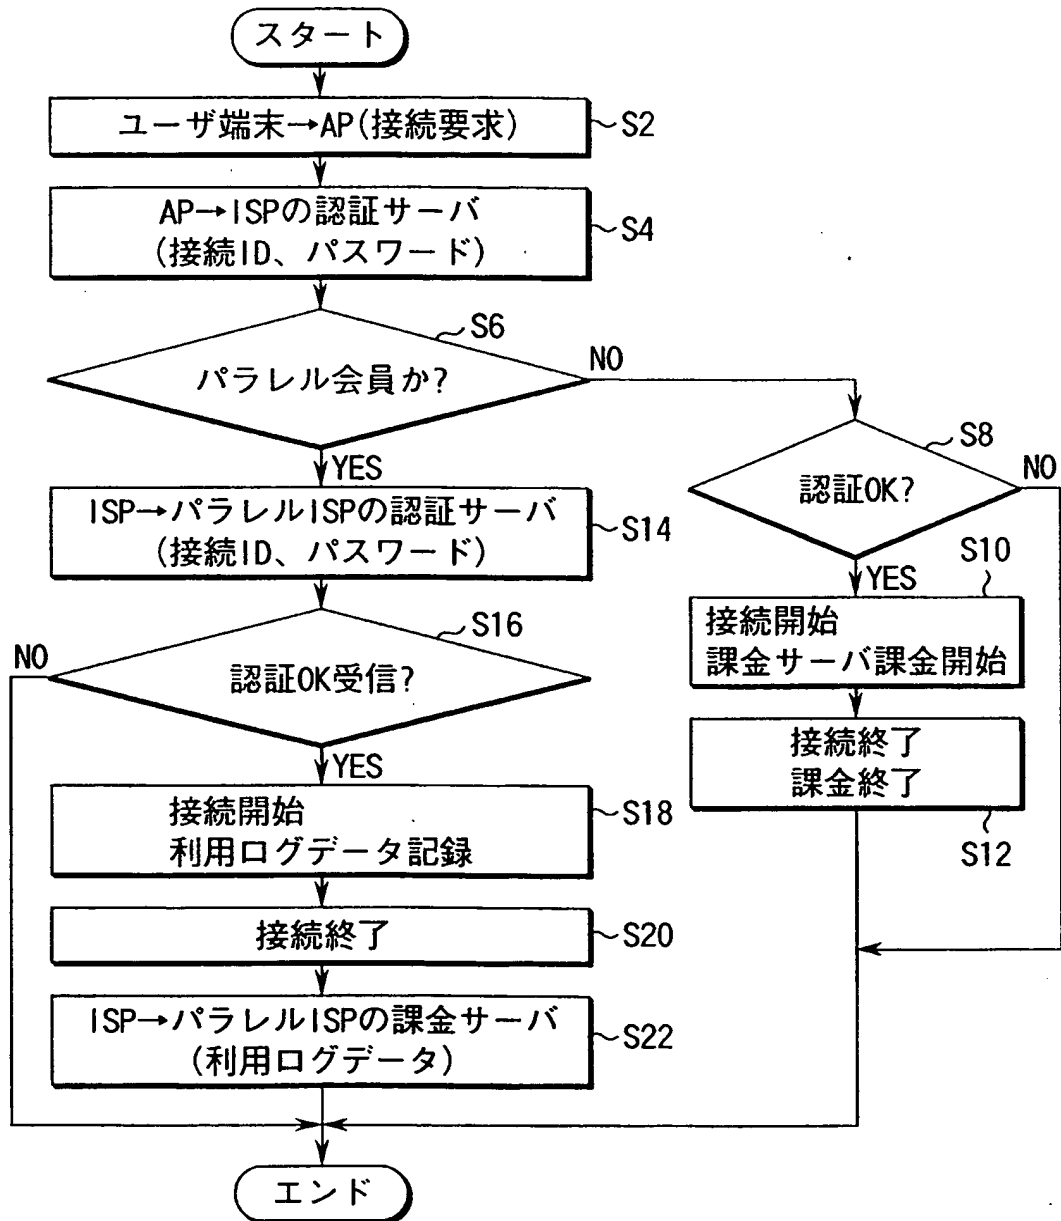 スタート
ユーザ端末→AP(接続要求)
S2
AP→ISPの認証サーバ
(接続ID、パスワード)
S4
パラレル会員か?
S6
NO
YES
認証OK?
S8
NO
YES
ISP→パラレルISPの認証サーバ
(接続ID、パスワード)
S14
S10
接続開始
課金サーバ課金開始
認証OK受信?
S16
NO
YES
接続終了
課金終了
S12
接続開始
利用ログデータ記録
S18
接続終了
S20
ISP→パラレルISPの課金サーバ
(利用ログデータ)
S22
エンド